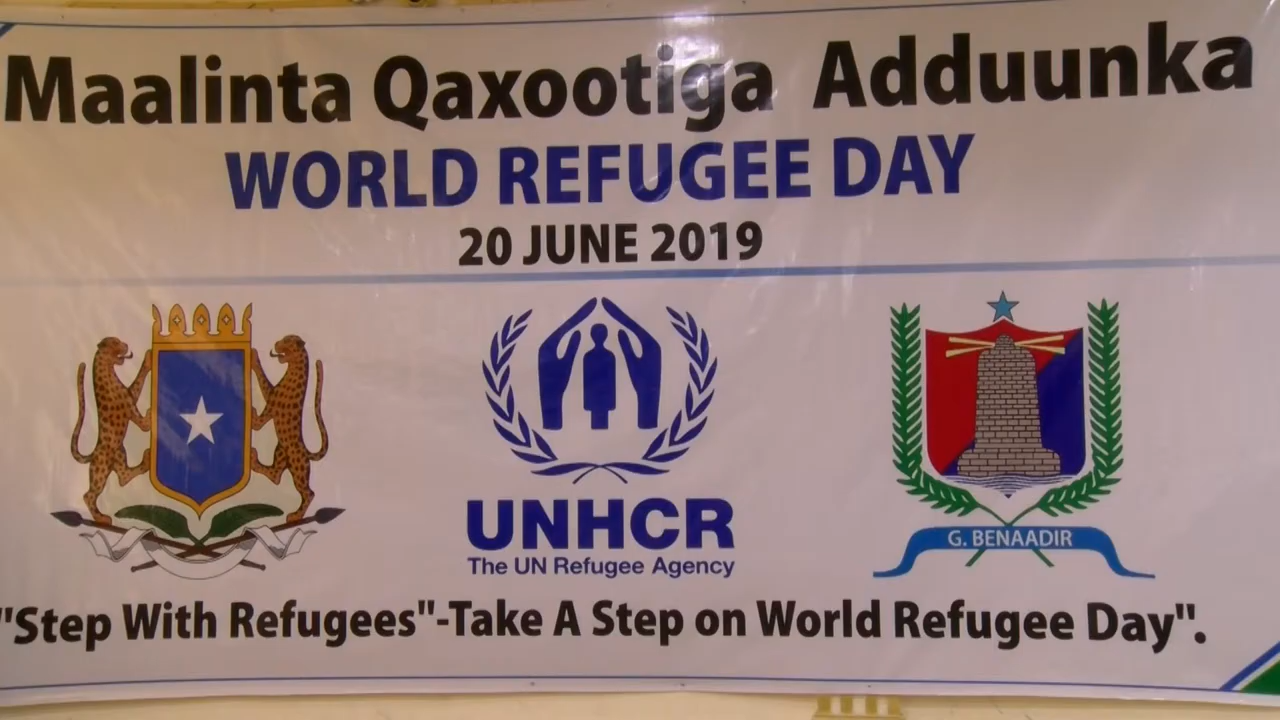 Maalinta Qaxootiga Adduunka
WORLD REFUGEE DAY
20 JUNE 2019
UNHCR
The UN Refugee Agency
G. BENAADIR
"Step With Refugees"-Take A Step on World Refugee Day".